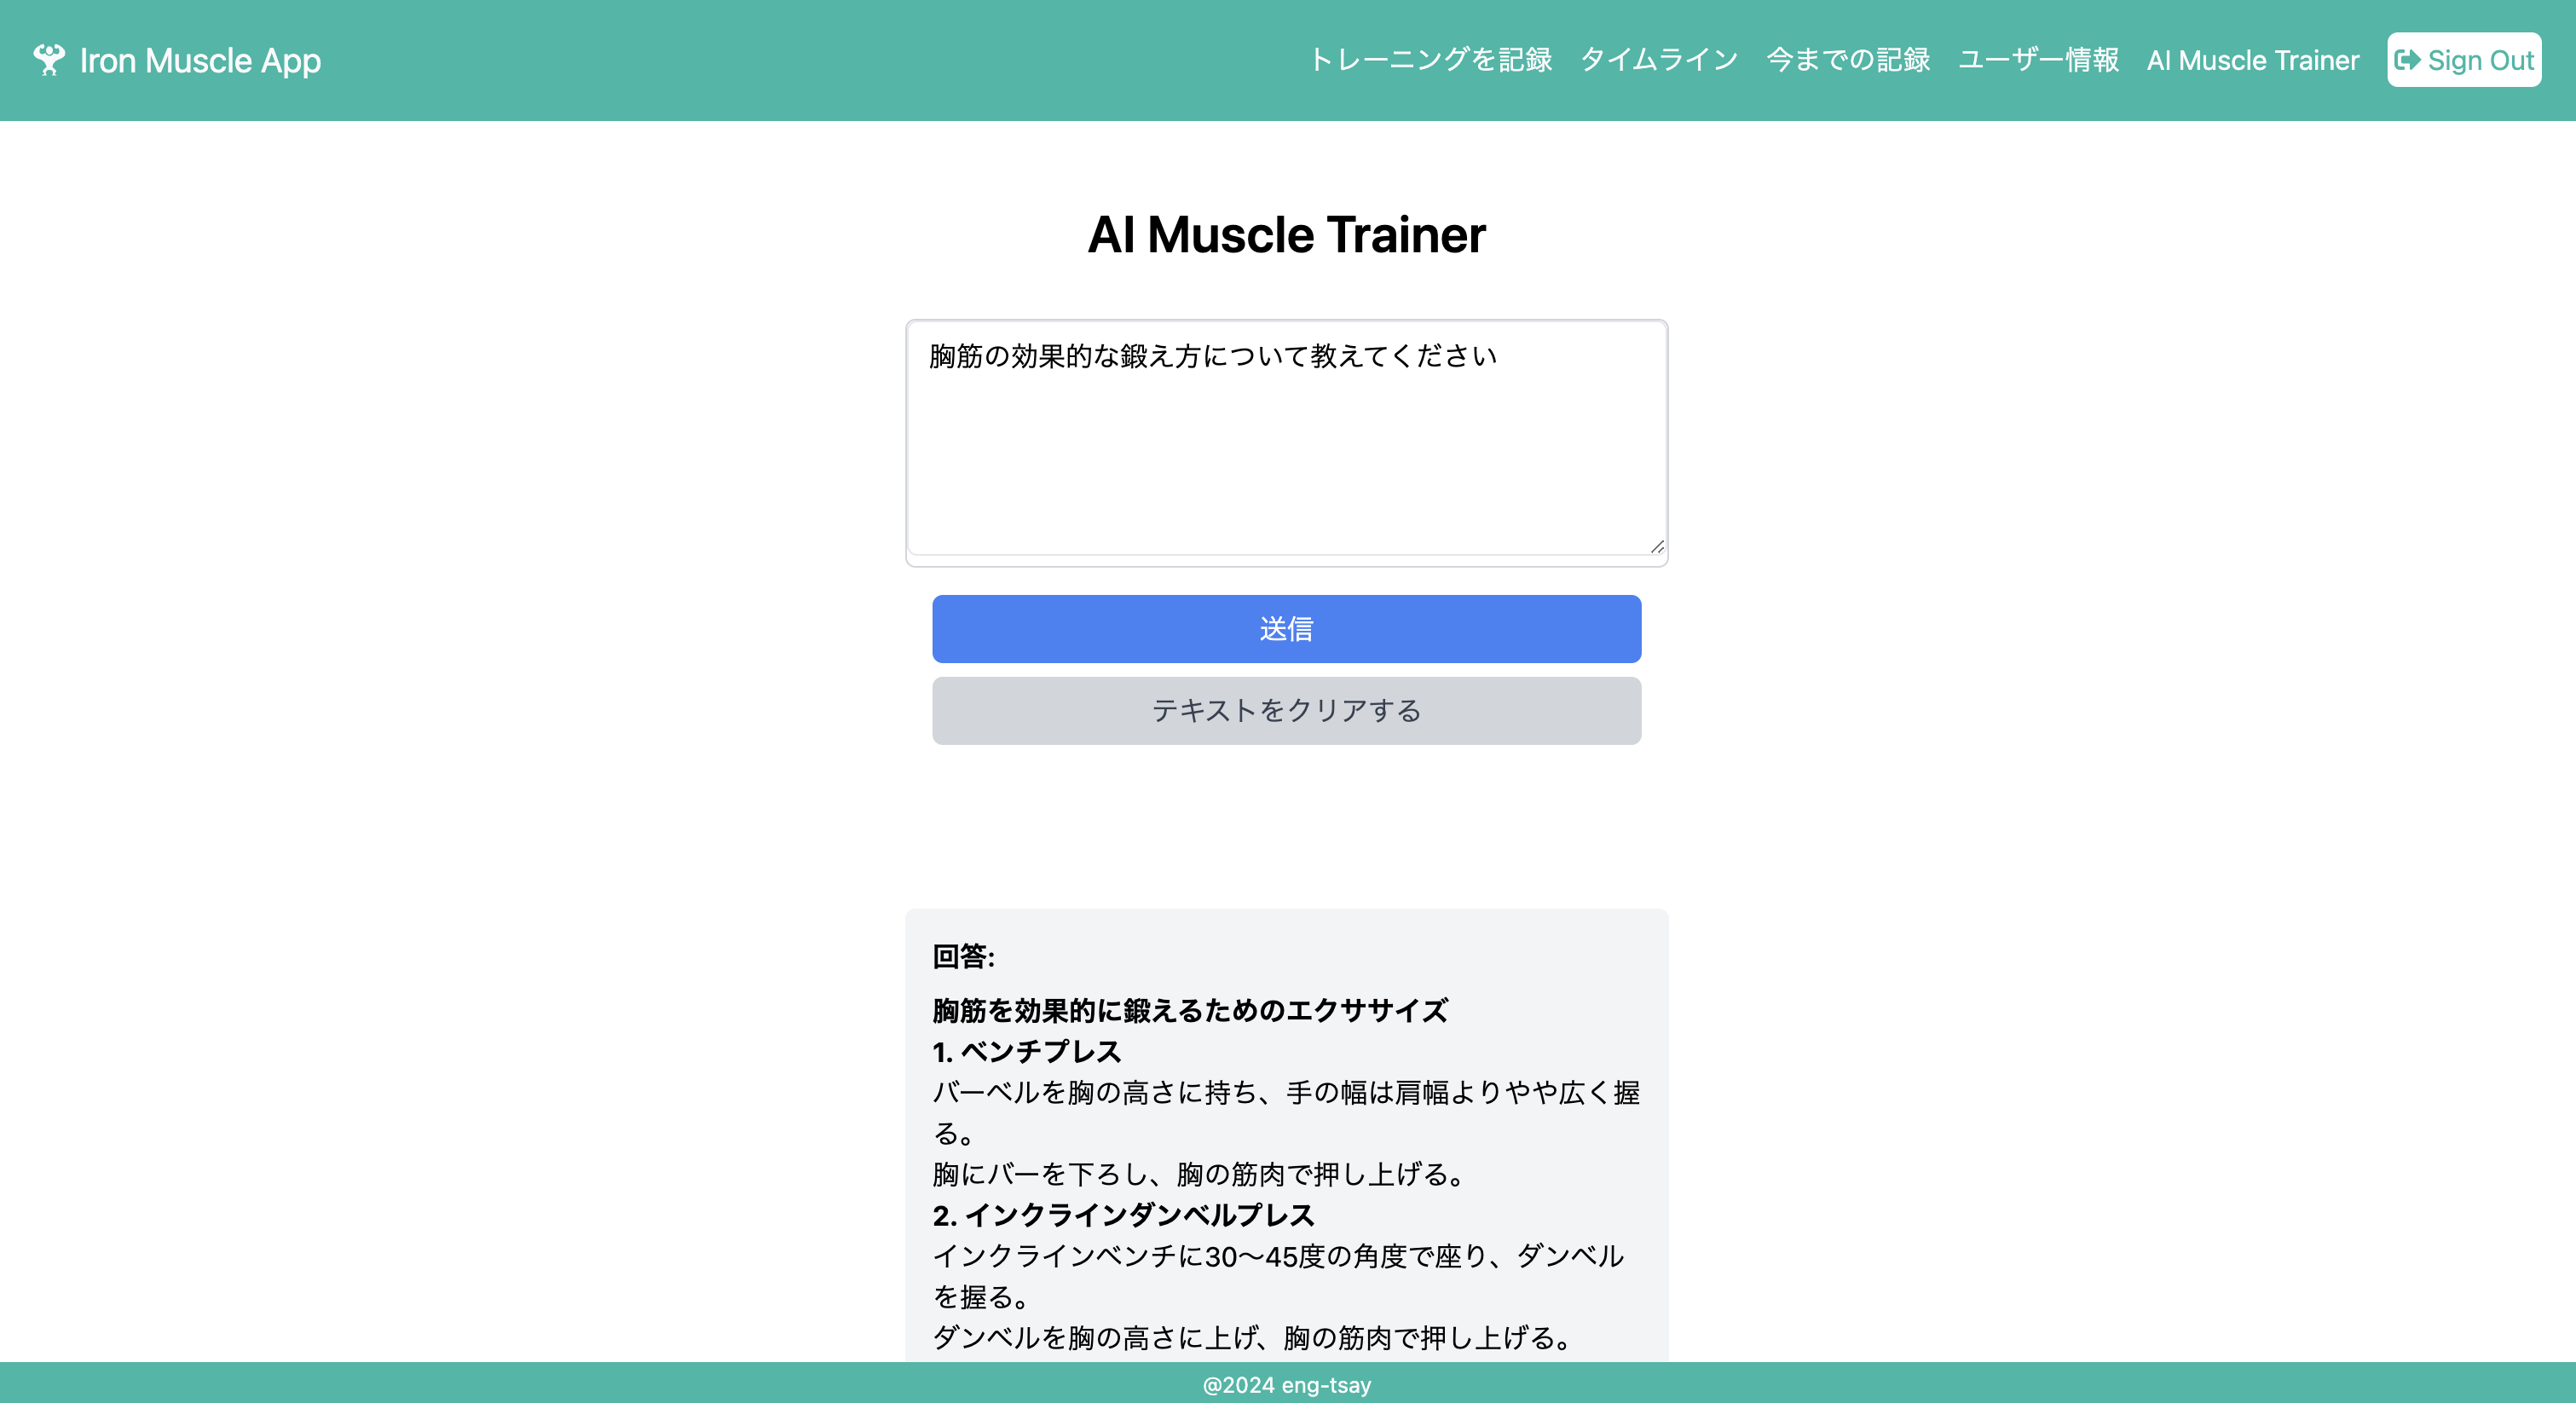 Iron Muscle App
トレーニングを記録 タイムライン 今までの記録 ユーザー情報 AI Muscle Trainer Sign Out
AI Muscle Trainer
胸筋の効果的な鍛え方について教えてください
送信
テキストをクリアする
回答:
胸筋を効果的に鍛えるためのエクササイズ
1. ベンチプレス
バーベルを胸の高さに持ち、手の幅は肩幅よりやや広く握
る。
胸にバーを下ろし、胸の筋肉で押し上げる。
2. インクラインダンベルプレス
インクラインベンチに30〜45度の角度で座り、ダンベル
を握る。
ダンベルを胸の高さに上げ、胸の筋肉で押し上げる。
@2024 eng-tsay